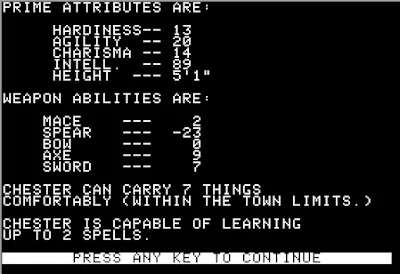 PRIME ATTRIBUTES ARE:
HARDINESS-- 13
AGILITY -- 20
CHARISMA -- 14
INTELL. -- 89
HEIGHT --- 5'1"
WEAPON ABILITIES ARE:
MACE --- 2
SPEAR --- -23
BOW --- 0
AXE --- 9
SWORD --- 7
CHESTER CAN CARRY 7 THINGS
COMFORTABLY (WITHIN THE TOWN LIMITS.)
CHESTER IS CAPABLE OF LEARNING
UP TO 2 SPELLS.
PRESS ANY KEY TO CONTINUE